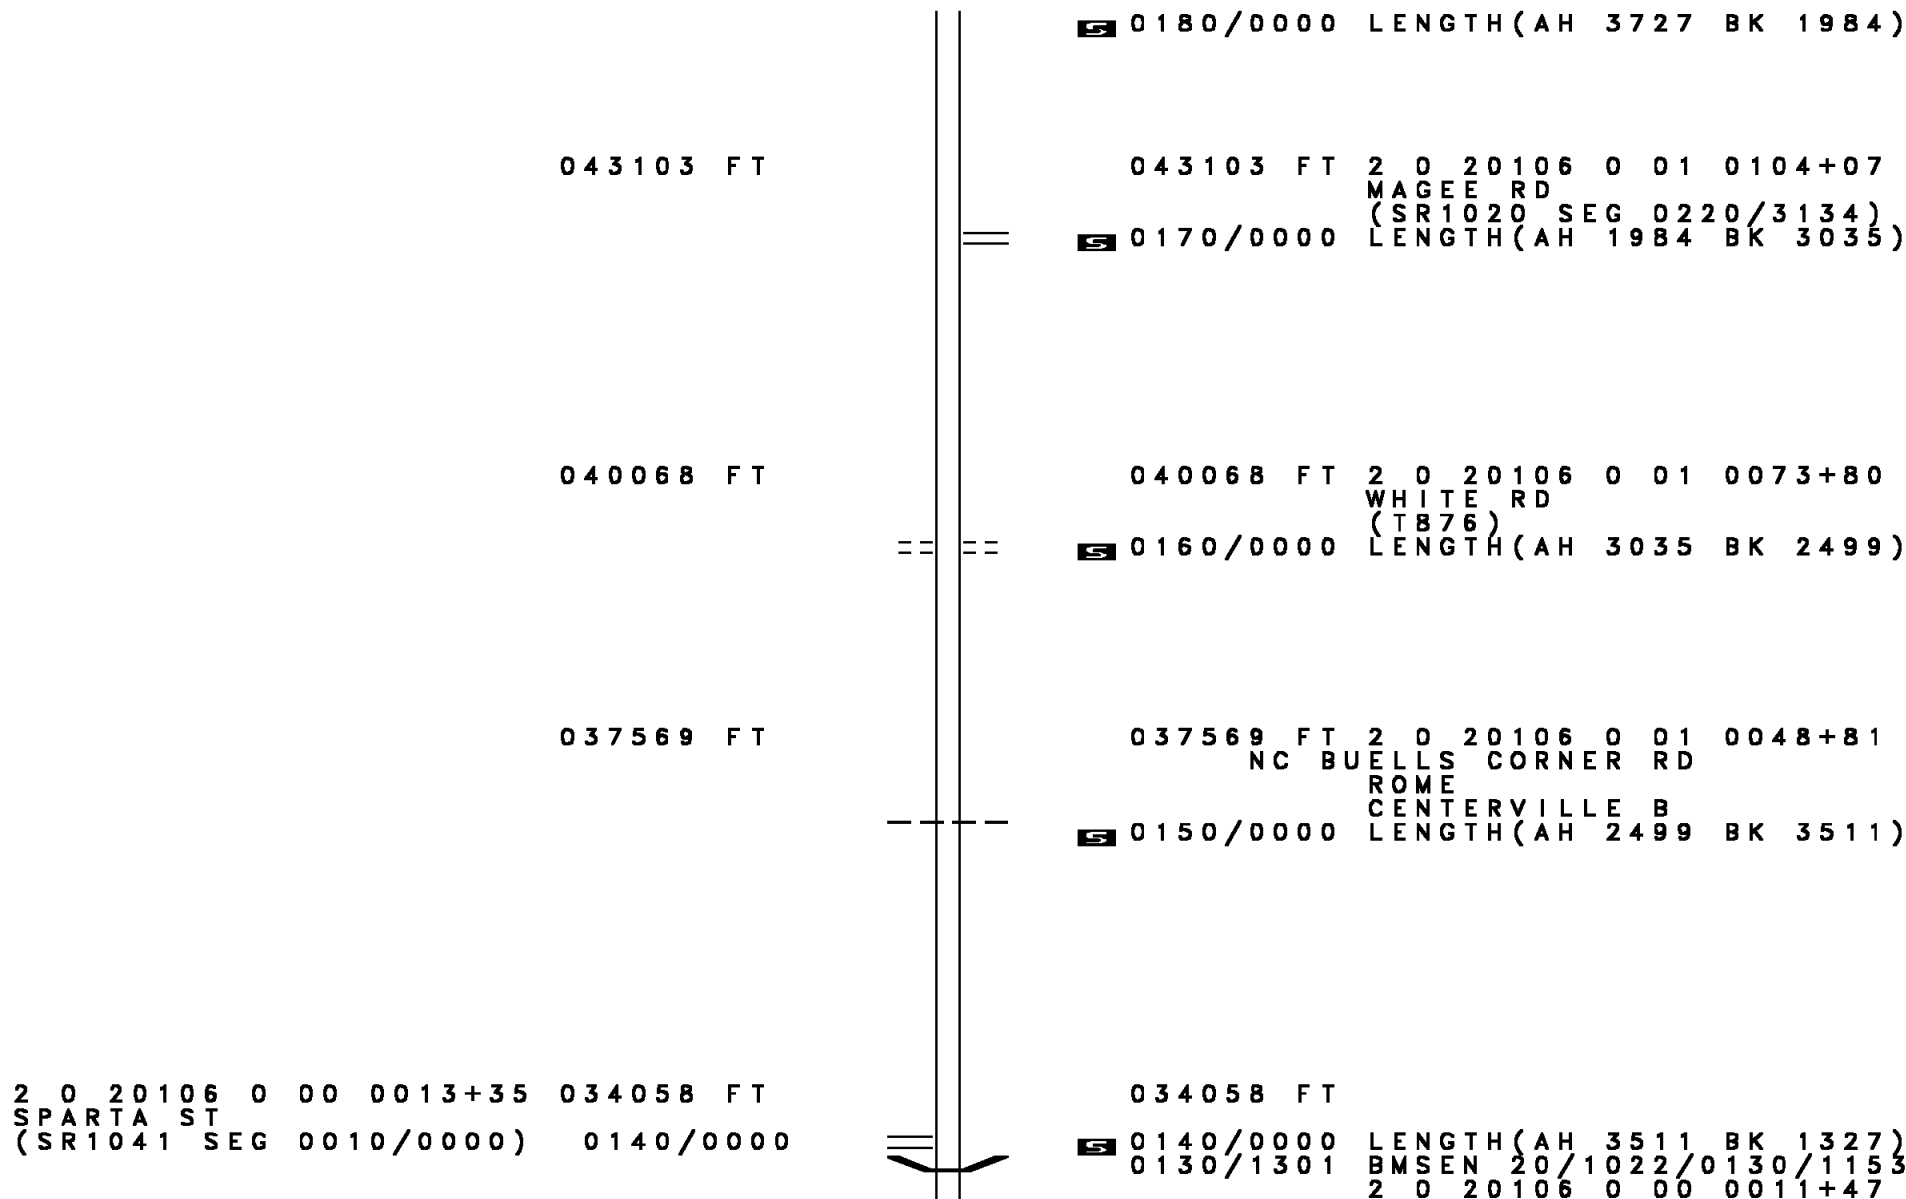 S 0180/0000 LENGTH(AH 3727 BK 1984)
043103 FT 043103 FT 2 0 20106 0 01 0104+07
MAGEE RD
(SR1020 SEG 0220/3134)
S 0170/0000 LENGTH(AH 1984 BK 3035)
040068 FT 040068 FT 2 0 20106 0 01 0073+80
WHITE RD
(T876)
S 0160/0000 LENGTH(AH 3035 BK 2499)
037569 FT 037569 FT 2 0 20106 0 01 0048+81
NC BUELLS CORNER RD
ROME
CENTERVILLE B
S 0150/0000 LENGTH(AH 2499 BK 3511)
2 0 20106 0 00 0013+35 034058 FT 034058 FT
SPARTA ST
(SR1041 SEG 0010/0000) 0140/0000 S 0140/0000 LENGTH(AH 3511 BK 1327)
0130/1301 BMSEN 20/1022/0130/1153
2 0 20106 0 00 0011+47